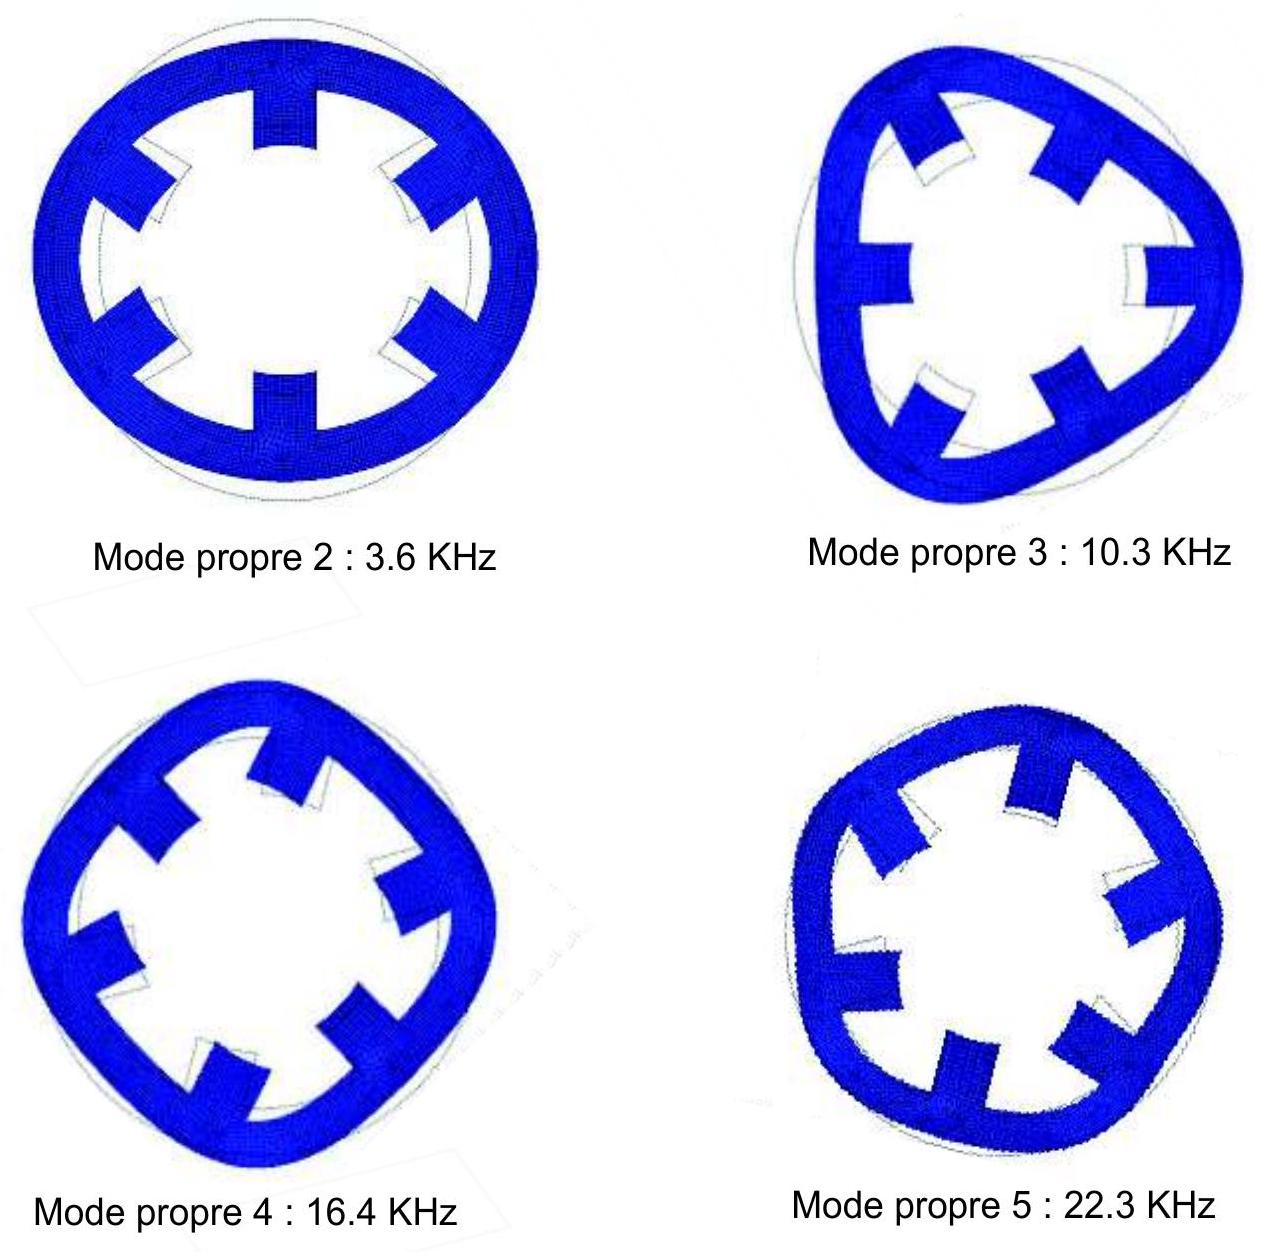 Mode propre 2 : 3.6 KHz
Mode propre 3 : 10.3 KHz
Mode propre 4 : 16.4 KHz
Mode propre 5 : 22.3 KHz